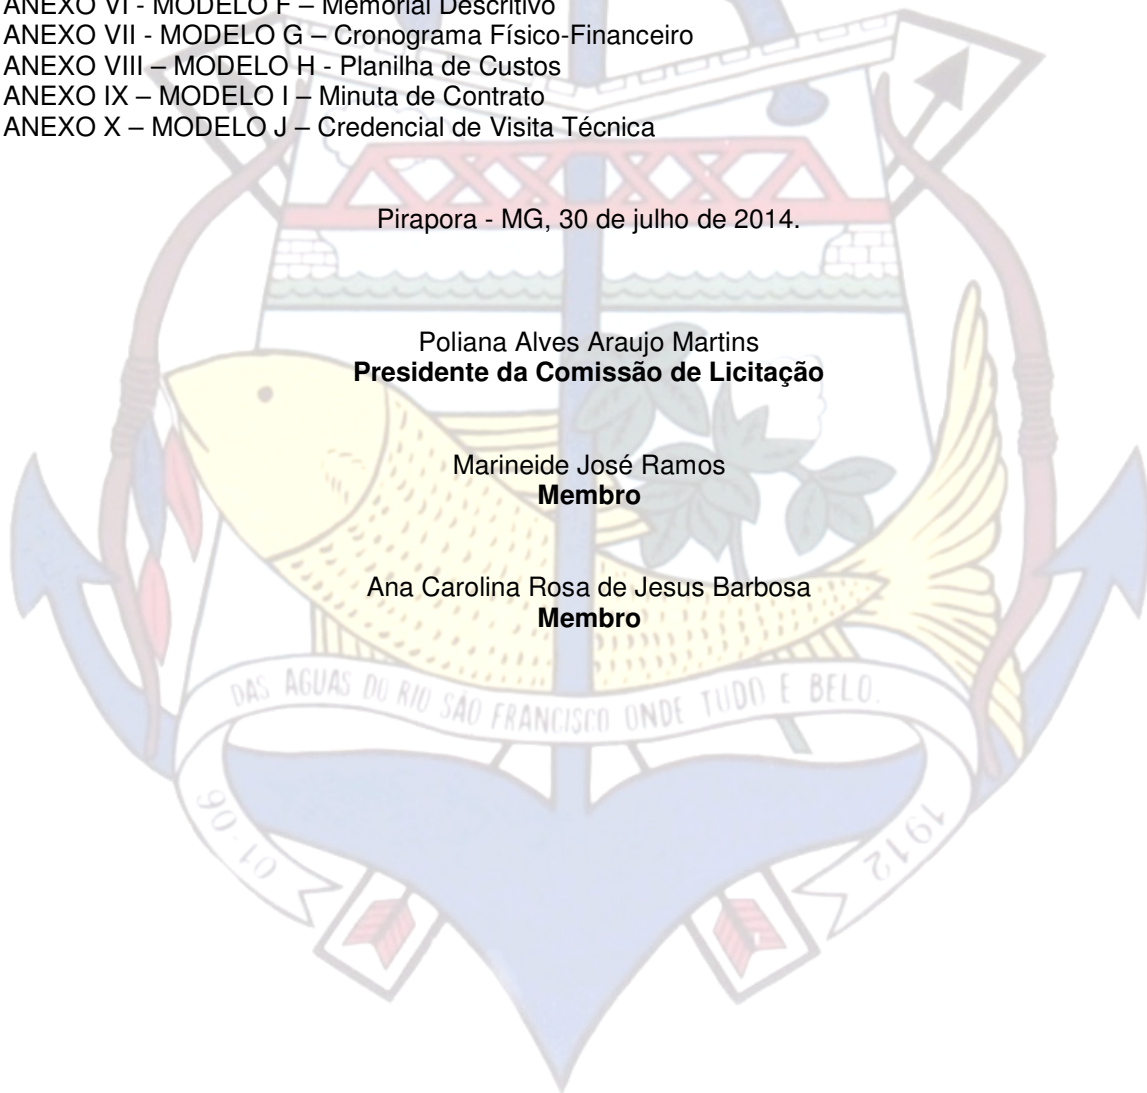 ANEXO VI - MODELO F – Memorial Descritivo
ANEXO VII - MODELO G – Cronograma Físico-Financeiro
ANEXO VIII – MODELO H - Planilha de Custos
ANEXO IX – MODELO I – Minuta de Contrato
ANEXO X – MODELO J – Credencial de Visita Técnica
Pirapora - MG, 30 de julho de 2014.
Poliana Alves Araujo Martins
Presidente da Comissão de Licitação
Marineide José Ramos
Membro
Ana Carolina Rosa de Jesus Barbosa
Membro
DAS AGUAS DO RIO SÃO FRANCISCO ONDE TUDO E BELO.
01·06
1912